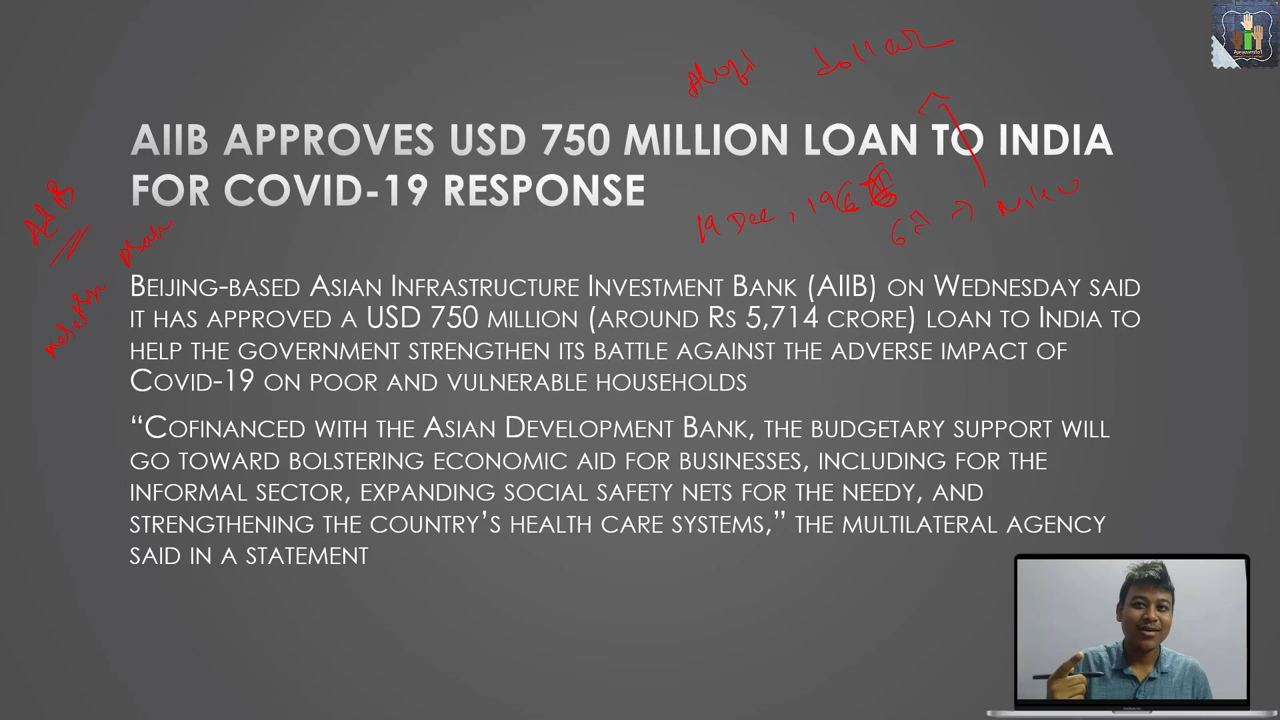 dollar
AIIB APPROVES USD 750 MILLION LOAN TO INDIA
FOR COVID-19 RESPONSE
19 Dec, 1966
BEIJING-BASED ASIAN INFRASTRUCTURE INVESTMENT BANK (AIIB) ON WEDNESDAY SAID
IT HAS APPROVED A USD 750 MILLION (AROUND RS 5,714 CRORE) LOAN TO INDIA TO
HELP THE GOVERNMENT STRENGTHEN ITS BATTLE AGAINST THE ADVERSE IMPACT OF
COVID-19 ON POOR AND VULNERABLE HOUSEHOLDS
“COFINANCED WITH THE ASIAN DEVELOPMENT BANK, THE BUDGETARY SUPPORT WILL
GO TOWARD BOLSTERING ECONOMIC AID FOR BUSINESSES, INCLUDING FOR THE
INFORMAL SECTOR, EXPANDING SOCIAL SAFETY NETS FOR THE NEEDY, AND
STRENGTHENING THE COUNTRY’S HEALTH CARE SYSTEMS,” THE MULTILATERAL AGENCY
SAID IN A STATEMENT